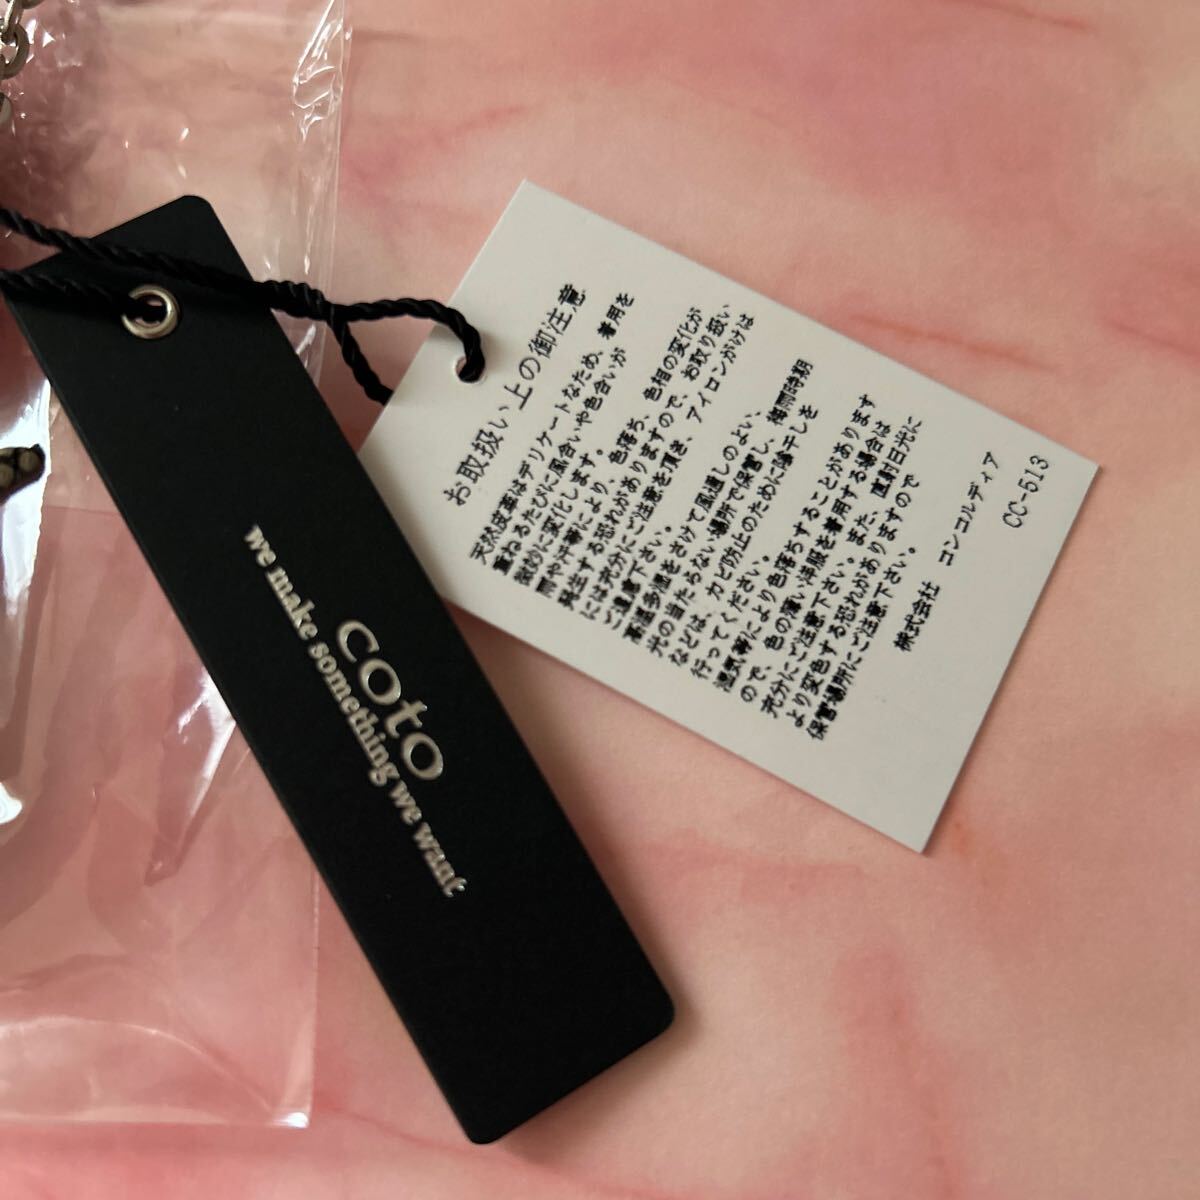 coto
we make something we want
お取扱い上の御注意
天然皮革はデリケートなため、着用を
重ねるたびに風合いや色合いが
微妙に変化します。
雨や汗等により、色落ち、色相の変化が
発生する恐れがありますので、お取り扱い
には充分にご注意を頂き、アイロンがけは
ご遠慮下さい。
高温多湿をさけて風通しのよい、
光の当たらない場所で保管し、梅雨時期
などは、カビ防止のために陰干しを
行ってください。
湿気等により色落ちすることがあります
ので、色の薄い洋服を着用する場合は
充分にご注意下さい。また、直射日光に
より変色する恐れがありますので
保管場所にご注意下さい。
株式会社 コンコルディア
CC-513